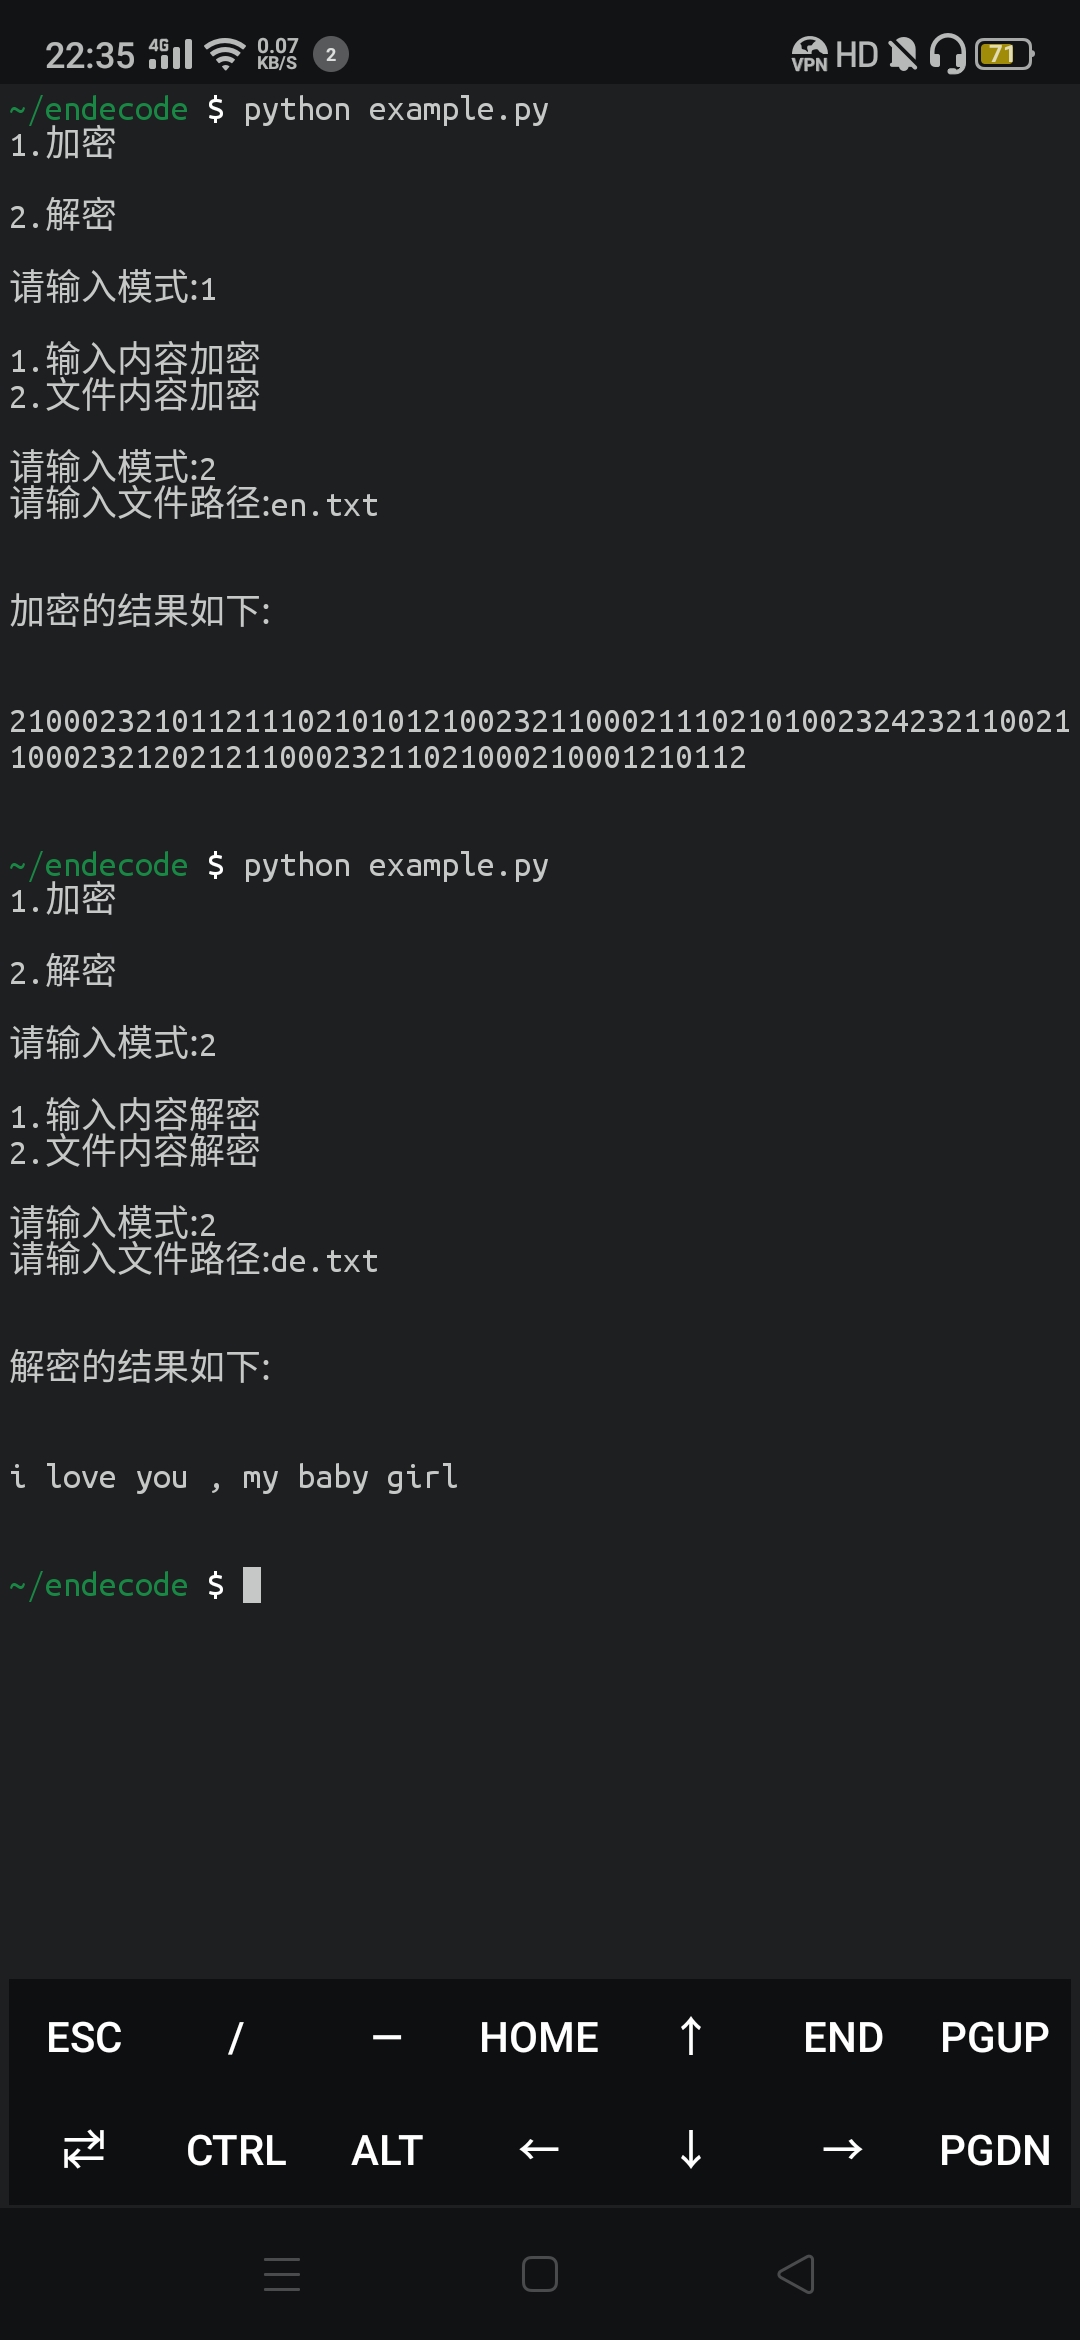 22:35 4G 0.07 KB/S 2 VPN HD 71
~/endecode $ python example.py
1.加密
2.解密
请输入模式:1
1.输入内容加密
2.文件内容加密
请输入模式:2
请输入文件路径:en.txt
加密的结果如下:
21000232101121110210101210023211000211102101002324232110021
10002321202121100023211021000210001210112
~/endecode $ python example.py
1.加密
2.解密
请输入模式:2
1.输入内容解密
2.文件内容解密
请输入模式:2
请输入文件路径:de.txt
解密的结果如下:
i love you , my baby girl
~/endecode $
ESC / — HOME ↑ END PGUP
⇄ CTRL ALT ← ↓ → PGDN